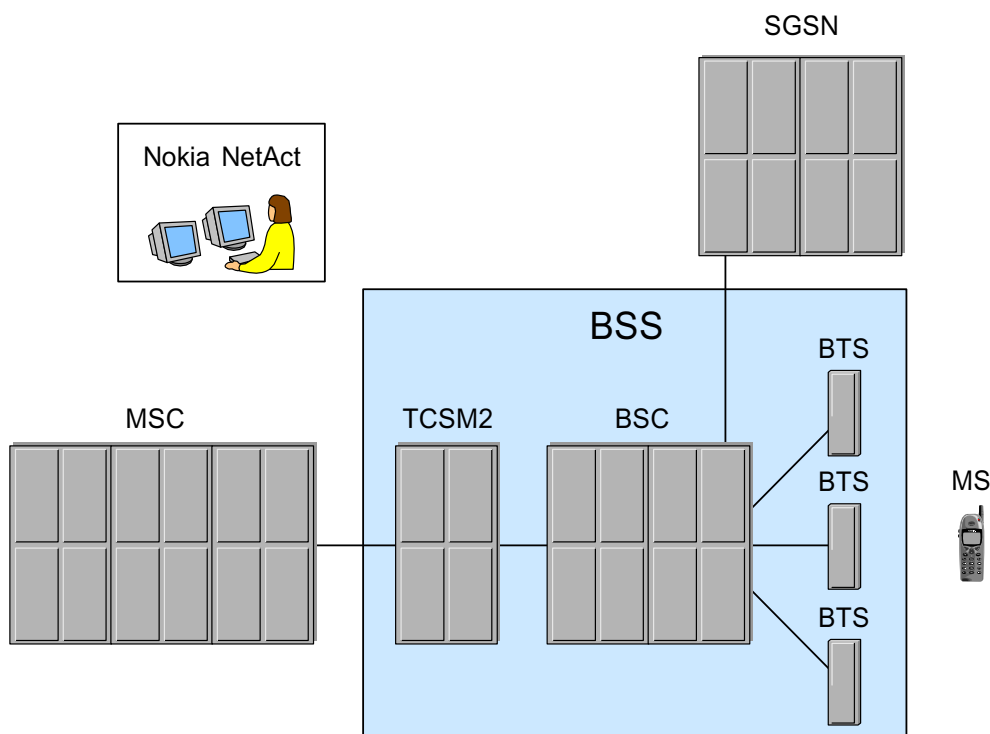 SGSN
Nokia NetAct
BSS
BTS
MSC
TCSM2
BSC
BTS
MS
BTS